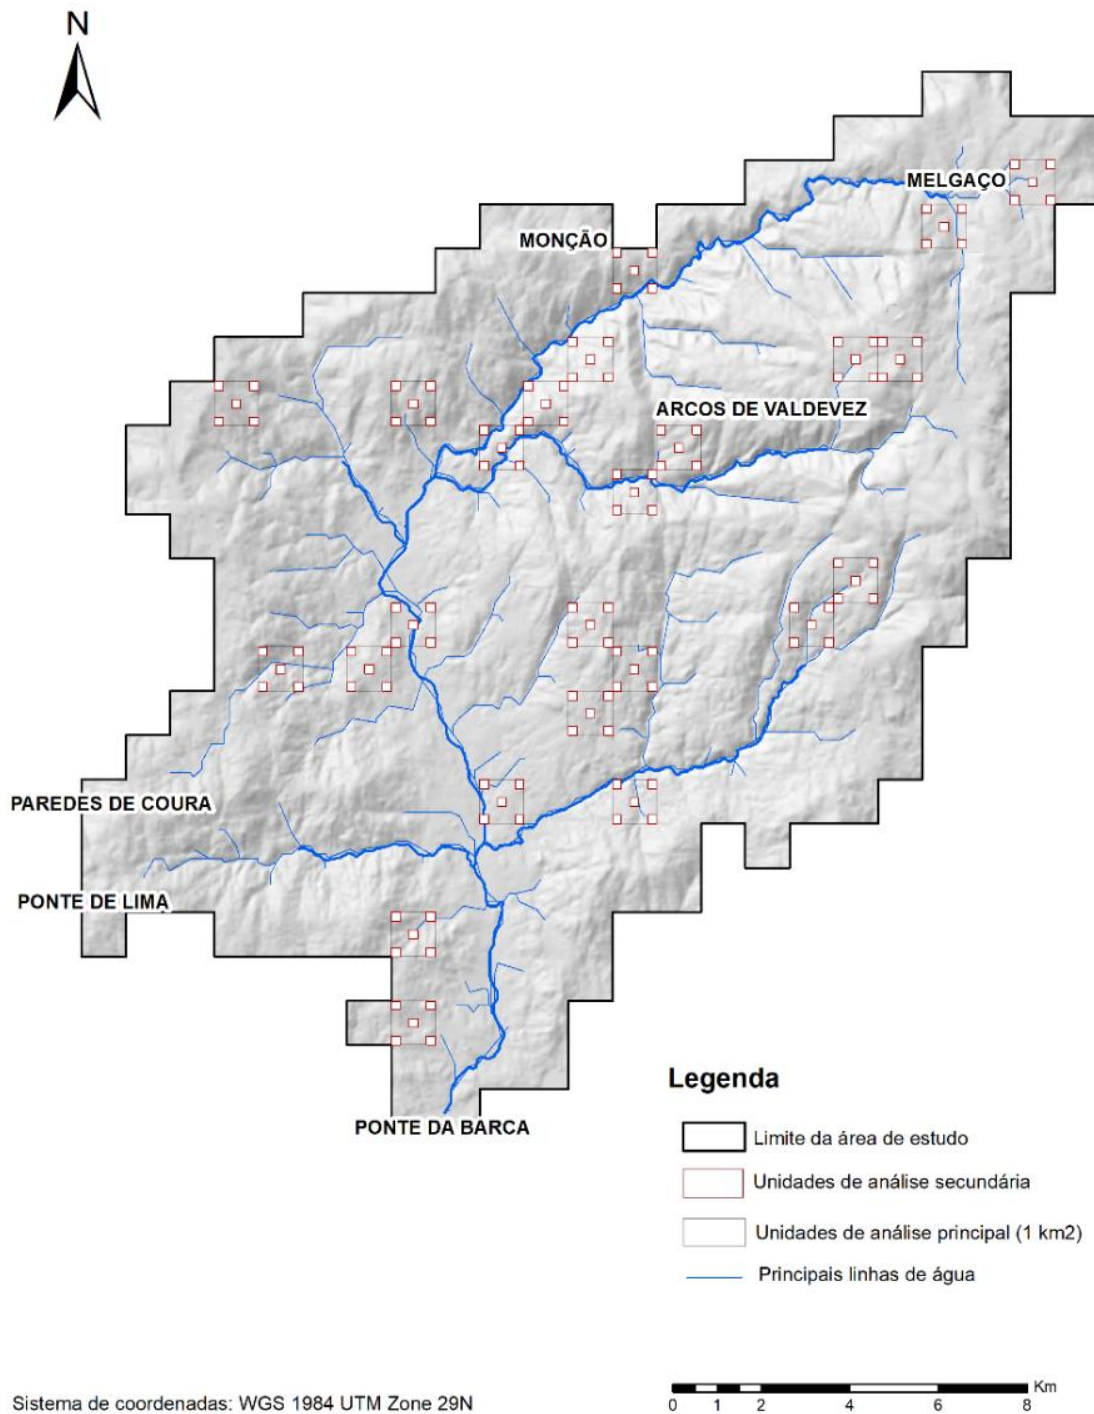 N
MELGAÇO
MONÇÃO
ARCOS DE VALDEVEZ
PAREDES DE COURA
PONTE DE LIMA
PONTE DA BARCA
Legenda
Limite da área de estudo
Unidades de análise secundária
Unidades de análise principal (1 km2)
Principais linhas de água
Sistema de coordenadas: WGS 1984 UTM Zone 29N
Km
0 1 2 4 6 8